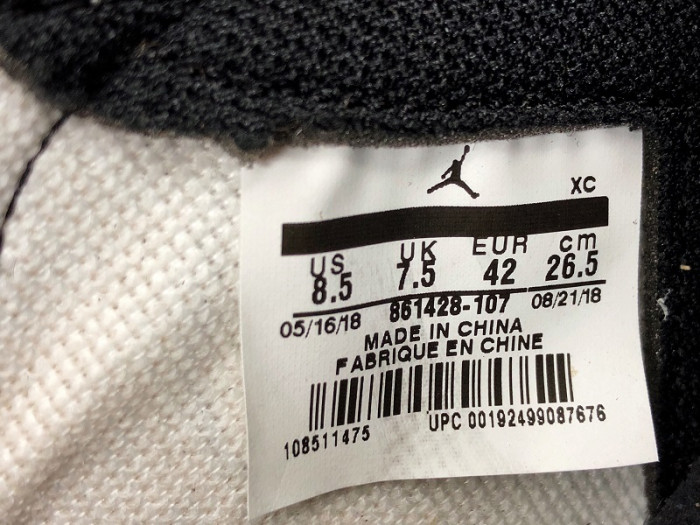 XC
US UK EUR cm
8.5 7.5 42 26.5
05/16/18 861428-107 08/21/18
MADE IN CHINA
FABRIQUE EN CHINE
108511475 UPC 00192499087676